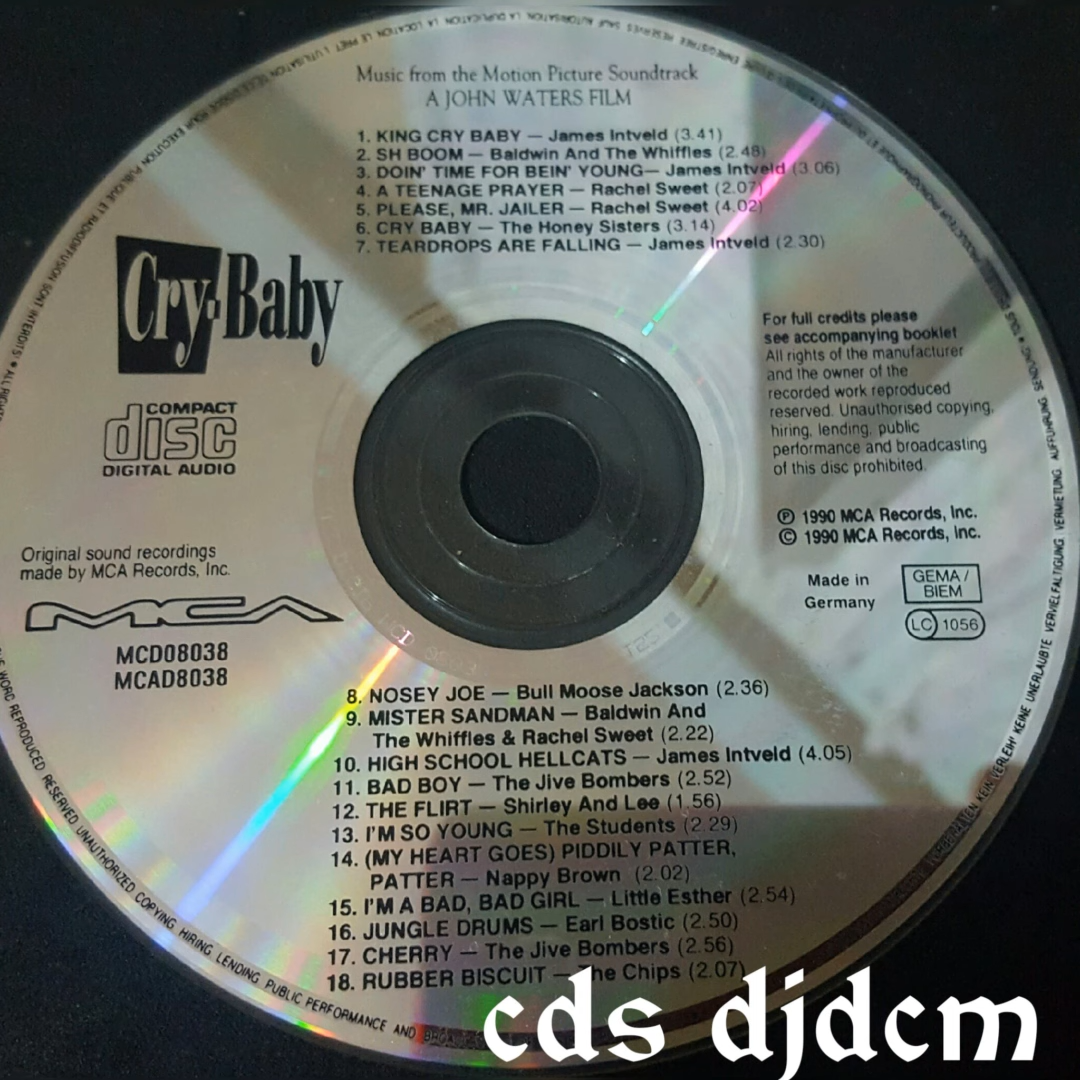 Music from the Motion Picture Soundtrack
A JOHN WATERS FILM
1. KING CRY BABY — James Intveld (3.41)
2. SH BOOM — Baldwin And The Whiffles (2.48)
3. DOIN' TIME FOR BEIN' YOUNG— James Intveld (3.06)
4. A TEENAGE PRAYER — Rachel Sweet (2.07)
5. PLEASE, MR. JAILER — Rachel Sweet (4.02)
6. CRY BABY — The Honey Sisters (3.14)
7. TEARDROPS ARE FALLING — James Intveld (2.30)
Cry-Baby
COMPACT
disc
DIGITAL AUDIO
For full credits please
see accompanying booklet
All rights of the manufacturer
and the owner of the
recorded work reproduced
reserved. Unauthorised copying,
hiring, lending, public
performance and broadcasting
of this disc prohibited.
Ⓟ 1990 MCA Records, Inc.
© 1990 MCA Records, Inc.
Original sound recordings
made by MCA Records, Inc.
MCA
MCD08038
MCAD8038
Made in
Germany
GEMA/
BIEM
LC 1056
8. NOSEY JOE — Bull Moose Jackson (2.36)
9. MISTER SANDMAN — Baldwin And
The Whiffles & Rachel Sweet (2.22)
10. HIGH SCHOOL HELLCATS — James Intveld (4.05)
11. BAD BOY — The Jive Bombers (2.52)
12. THE FLIRT — Shirley And Lee (1.56)
13. I'M SO YOUNG — The Students (2.29)
14. (MY HEART GOES) PIDDILY PATTER,
PATTER — Nappy Brown (2.02)
15. I'M A BAD, BAD GIRL — Little Esther (2.54)
16. JUNGLE DRUMS — Earl Bostic (2.50)
17. CHERRY — The Jive Bombers (2.56)
18. RUBBER BISCUIT — The Chips (2.07)
WORD REPRODUCED RESERVED. UNAUTHORIZED COPYING, HIRING, LENDING, PUBLIC PERFORMANCE AND
cds djdcm